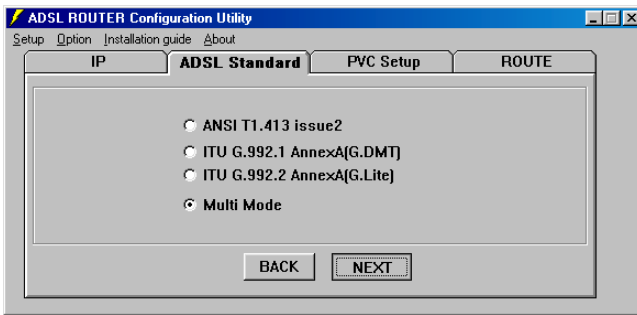 ADSL ROUTER Configuration Utility
Setup Option Installation guide About
IP ADSL Standard PVC Setup ROUTE
ANSI T1.413 issue2
ITU G.992.1 AnnexA(G.DMT)
ITU G.992.2 AnnexA(G.Lite)
Multi Mode
BACK NEXT